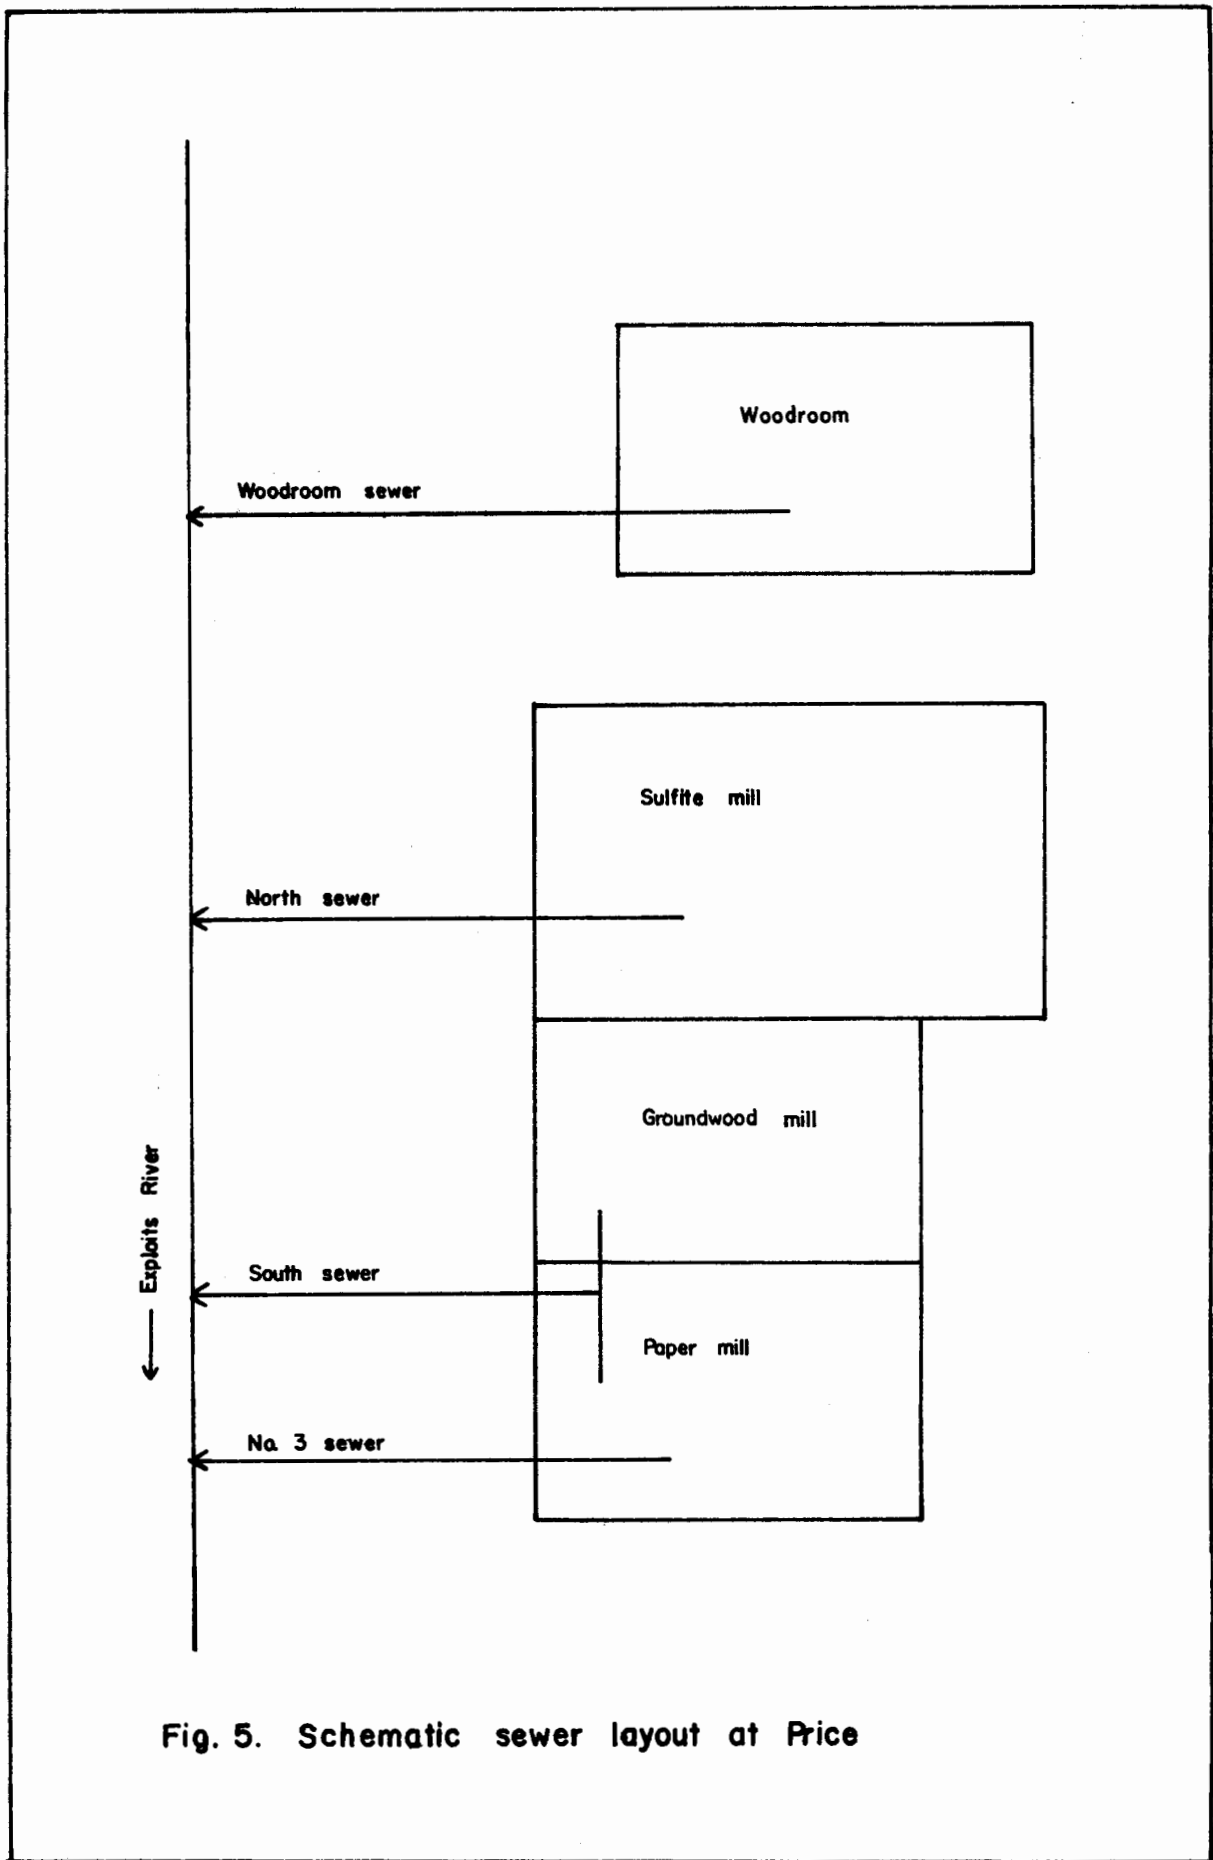 Woodroom
Woodroom sewer
Sulfite mill
North sewer
Groundwood mill
Exploits River
South sewer
Paper mill
No. 3 sewer
Fig. 5. Schematic sewer layout at Price